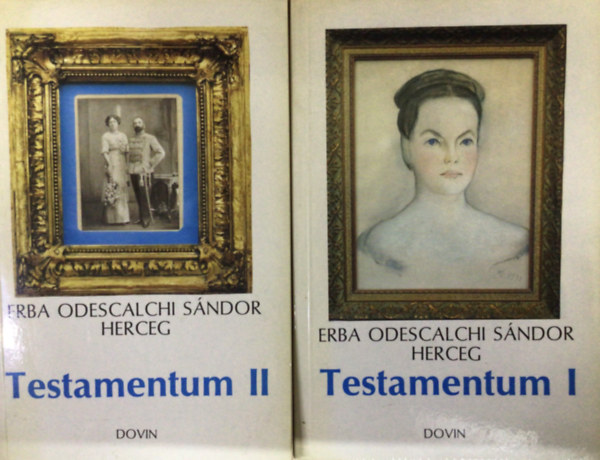 ERBA ODESCALCHI SÁNDOR
HERCEG
Testamentum II
DOVIN
ERBA ODESCALCHI SÁNDOR
HERCEG
Testamentum I
DOVIN